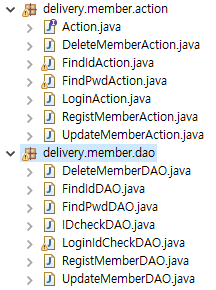 delivery.member.action
Action.java
DeleteMemberAction.java
FindIdAction.java
FindPwdAction.java
LoginAction.java
RegistMemberAction.java
UpdateMemberAction.java
delivery.member.dao
DeleteMemberDAO.java
FindIdDAO.java
FindPwdDAO.java
IDcheckDAO.java
LoginIdCheckDAO.java
RegistMemberDAO.java
UpdateMemberDAO.java